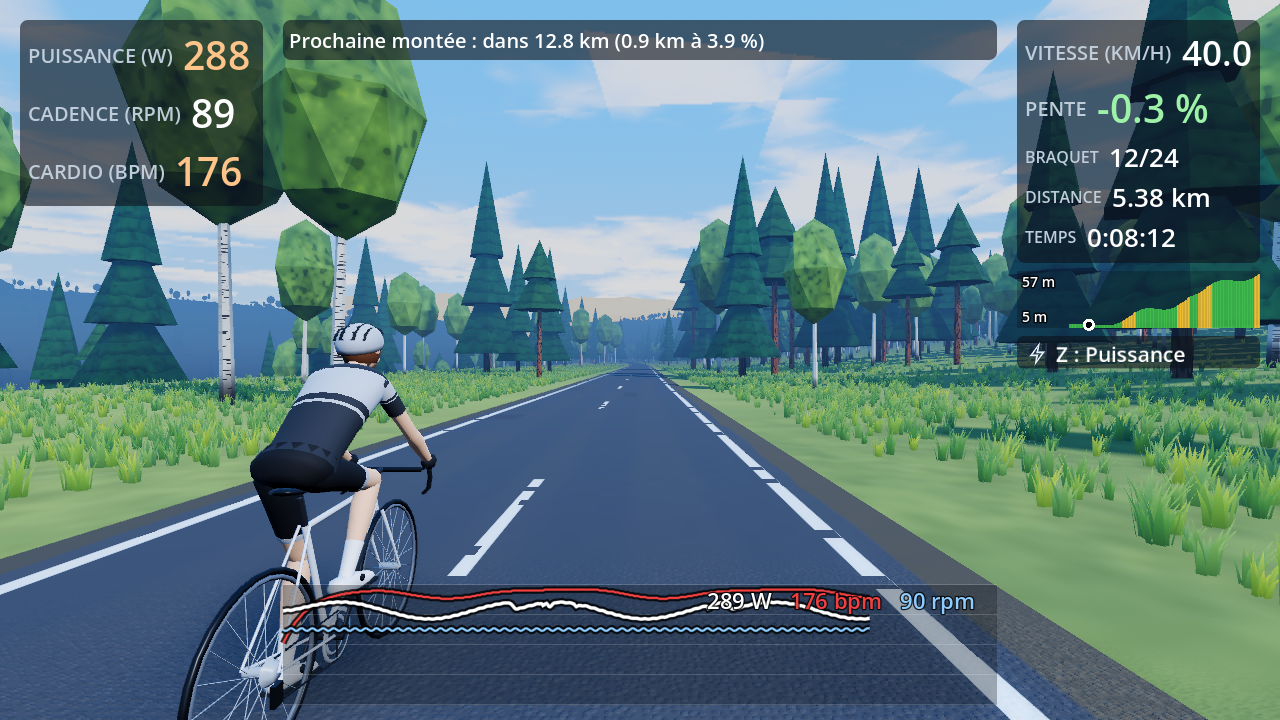 PUISSANCE (W) 288
CADENCE (RPM) 89
CARDIO (BPM) 176
Prochaine montée : dans 12.8 km (0.9 km à 3.9 %)
VITESSE (KM/H) 40.0
PENTE -0.3 %
BRAQUET 12/24
DISTANCE 5.38 km
TEMPS 0:08:12
57 m
5 m
Z : Puissance
289 W 176 bpm 90 rpm